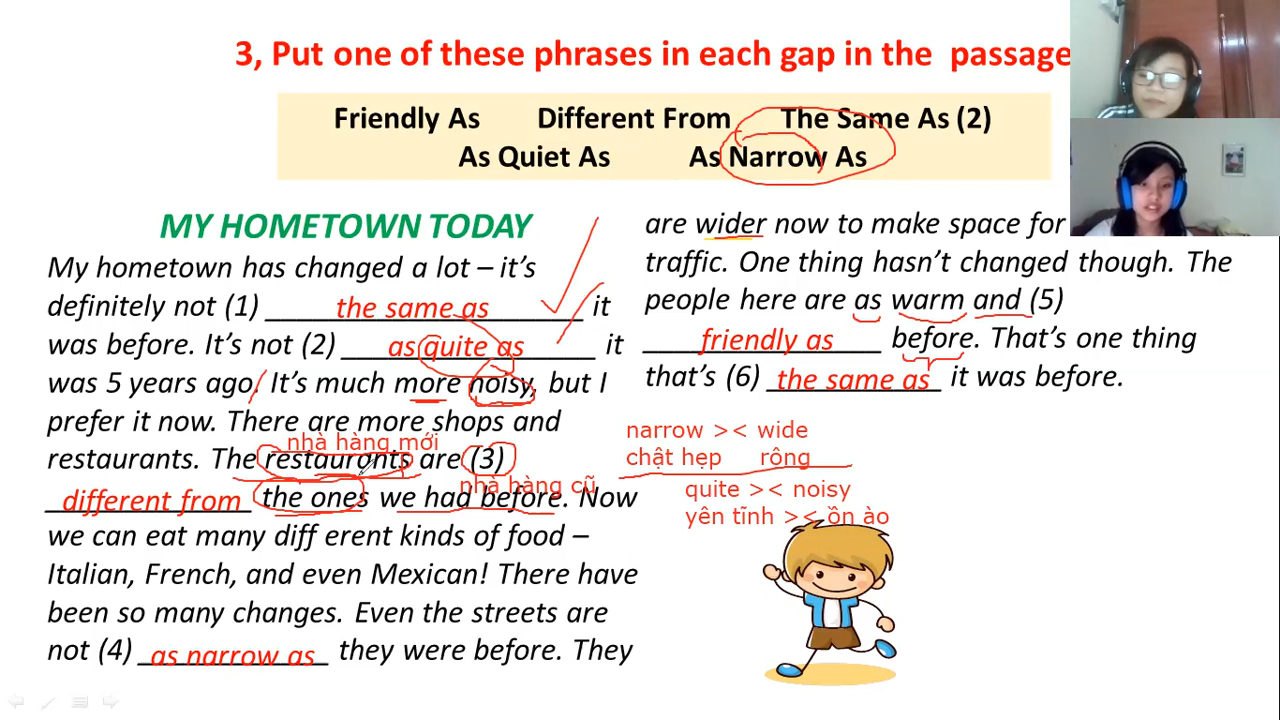 3, Put one of these phrases in each gap in the passage
Friendly As Different From The Same As (2)
As Quiet As As Narrow As
MY HOMETOWN TODAY
My hometown has changed a lot – it's
definitely not (1) the same as it
was before. It's not (2) as quite as it
was 5 years ago. It's much more noisy, but I
prefer it now. There are more shops and
nhà hàng mới
restaurants. The restaurants are (3)
nhà hàng cũ
different from the ones we had before. Now
we can eat many diff erent kinds of food –
Italian, French, and even Mexican! There have
been so many changes. Even the streets are
not (4) as narrow as they were before. They
are wider now to make space for
traffic. One thing hasn't changed though. The
people here are as warm and (5)
friendly as before. That's one thing
that's (6) the same as it was before.
narrow >< wide
chật hẹp rông
quite >< noisy
yên tĩnh >< ồn ào